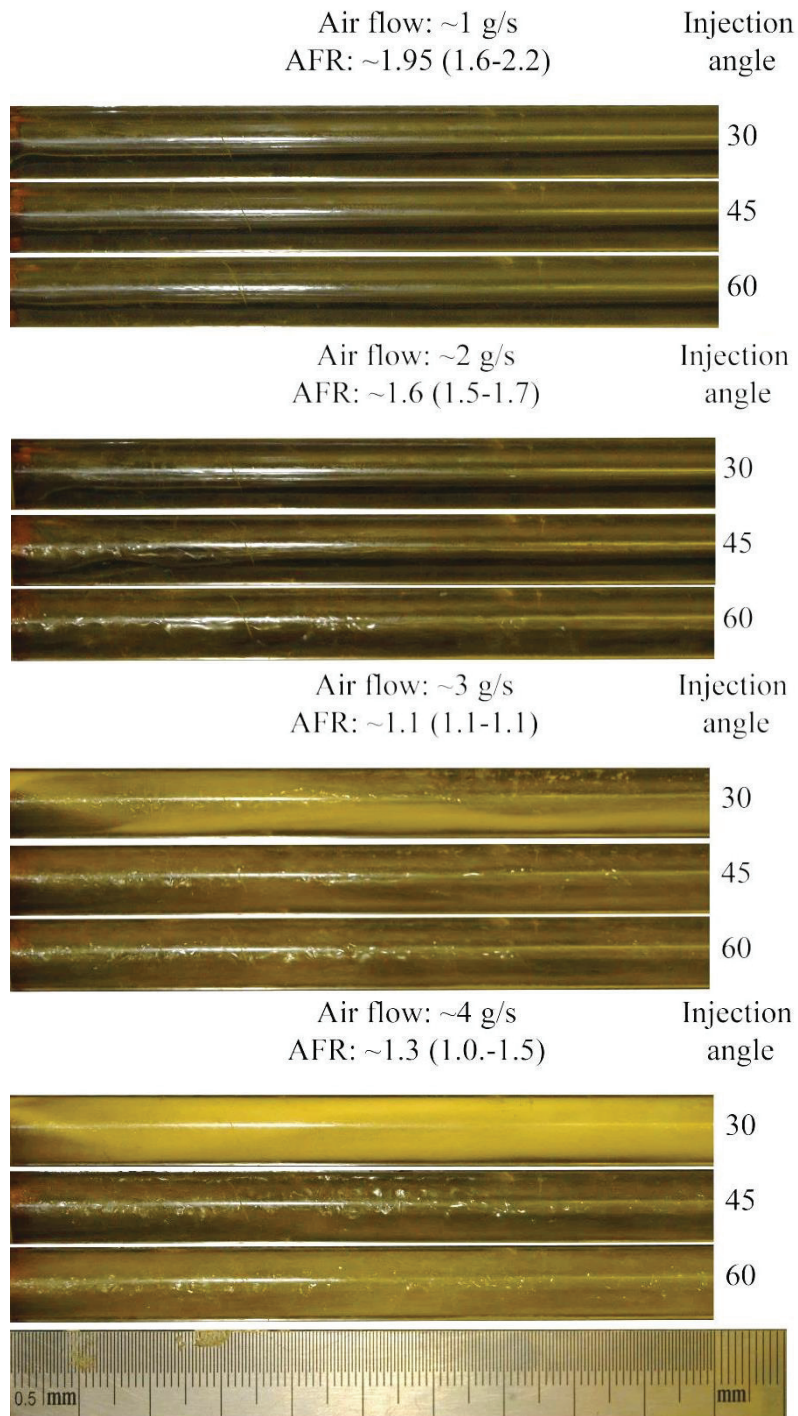 Air flow: ~1 g/s Injection
AFR: ~1.95 (1.6-2.2) angle
30
45
60
Air flow: ~2 g/s Injection
AFR: ~1.6 (1.5-1.7) angle
30
45
60
Air flow: ~3 g/s Injection
AFR: ~1.1 (1.1-1.1) angle
30
45
60
Air flow: ~4 g/s Injection
AFR: ~1.3 (1.0.-1.5) angle
30
45
60
0.5 mm mm